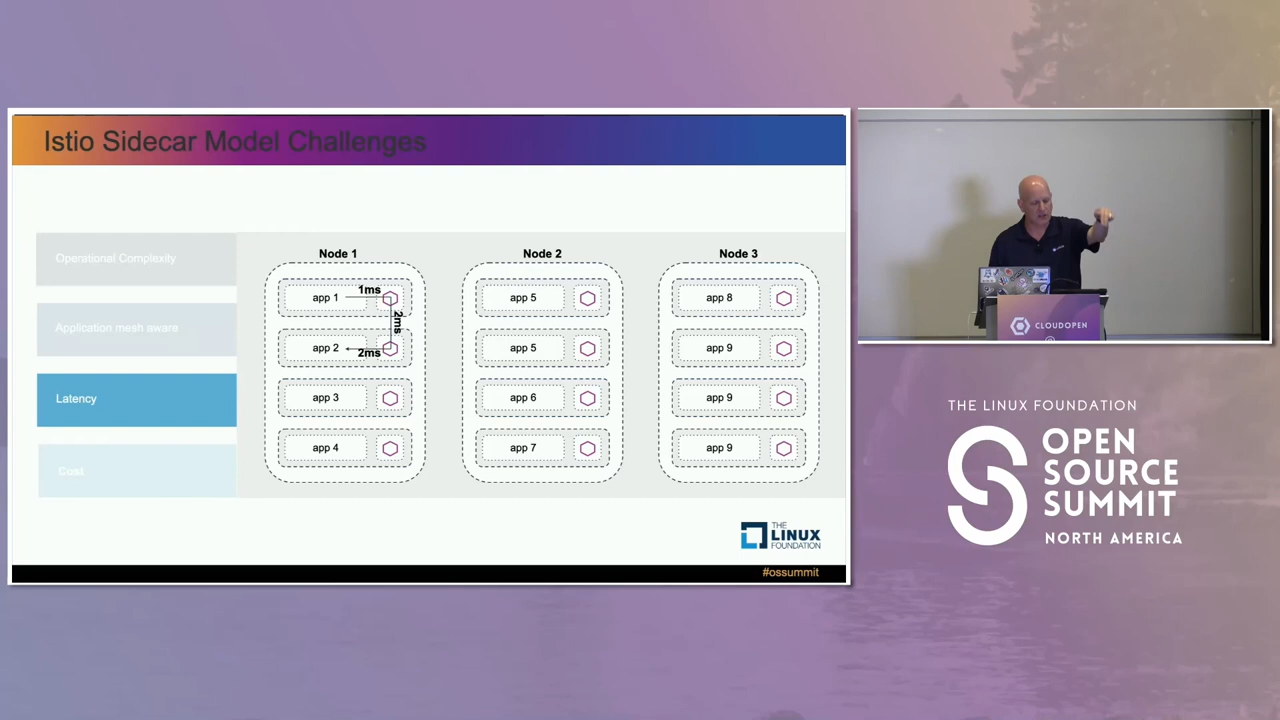 Istio Sidecar Model Challenges
Operational Complexity
Application mesh aware
Latency
Cost
Node 1
app 1
1ms
2ms
app 2
2ms
app 3
app 4
Node 2
app 5
app 5
app 6
app 7
Node 3
app 8
app 9
app 9
app 9
THE
LINUX
FOUNDATION
#ossummit
CLOUDOPEN
THE LINUX FOUNDATION
OPEN
SOURCE
SUMMIT
NORTH AMERICA